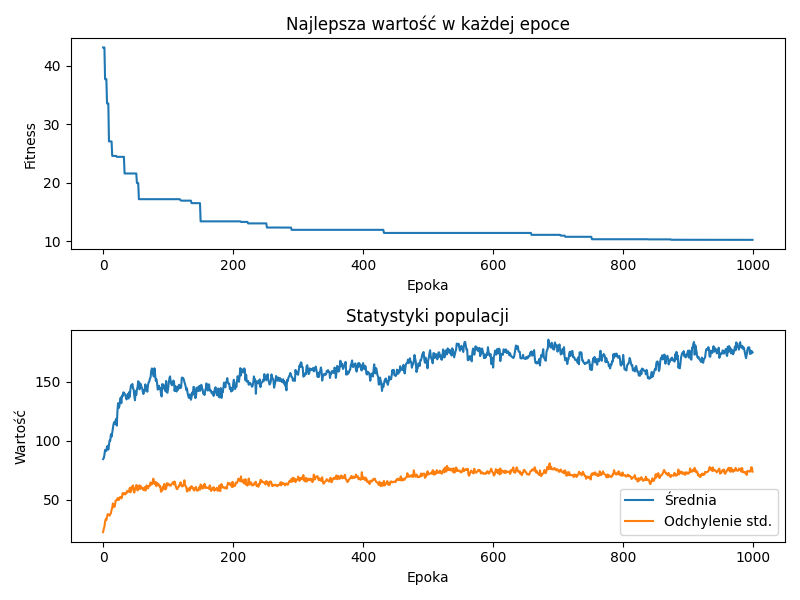 Najlepsza wartość w każdej epoce
40
30
20
10
Fitness
0 200 400 600 800 1000
Epoka
Statystyki populacji
150
100
50
Wartość
Średnia
Odchylenie std.
0 200 400 600 800 1000
Epoka